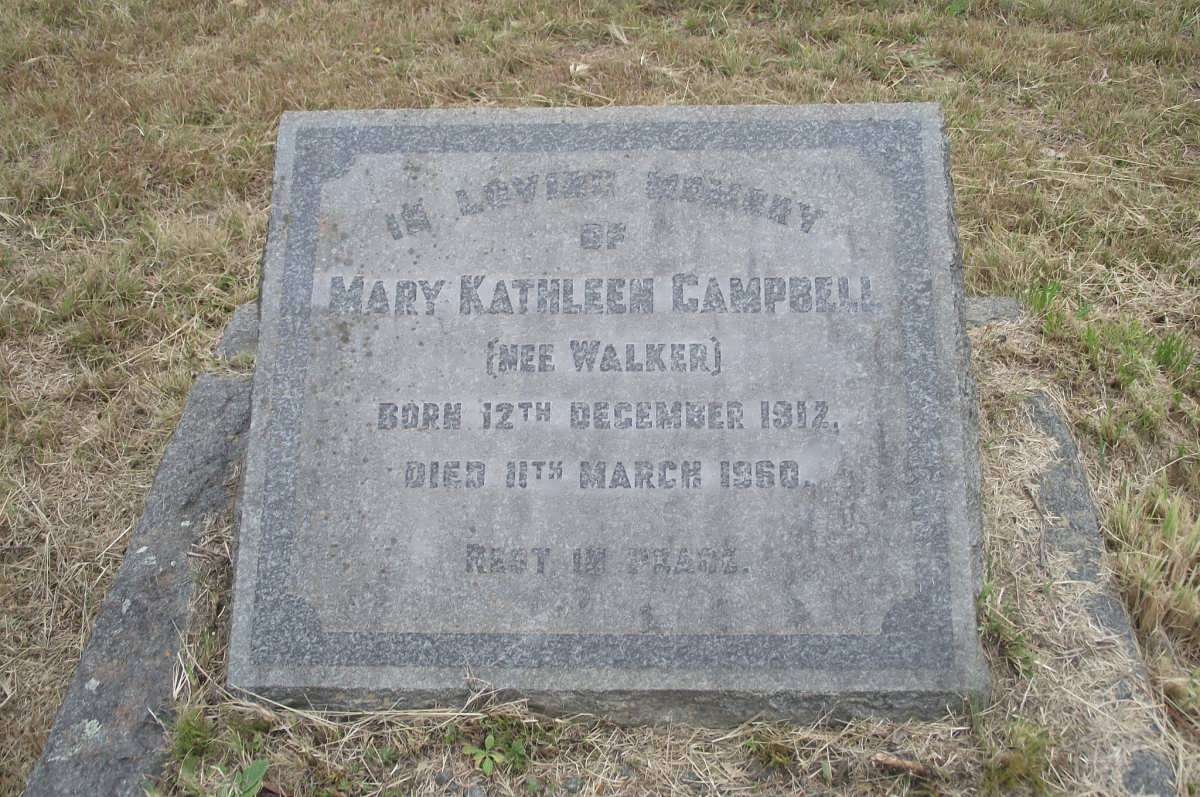 IN LOVING MEMORY
OF
MARY KATHLEEN CAMPBELL
(NEE WALKER)
BORN 12TH DECEMBER 1912,
DIED 11TH MARCH 1960.
REST IN PEACE.